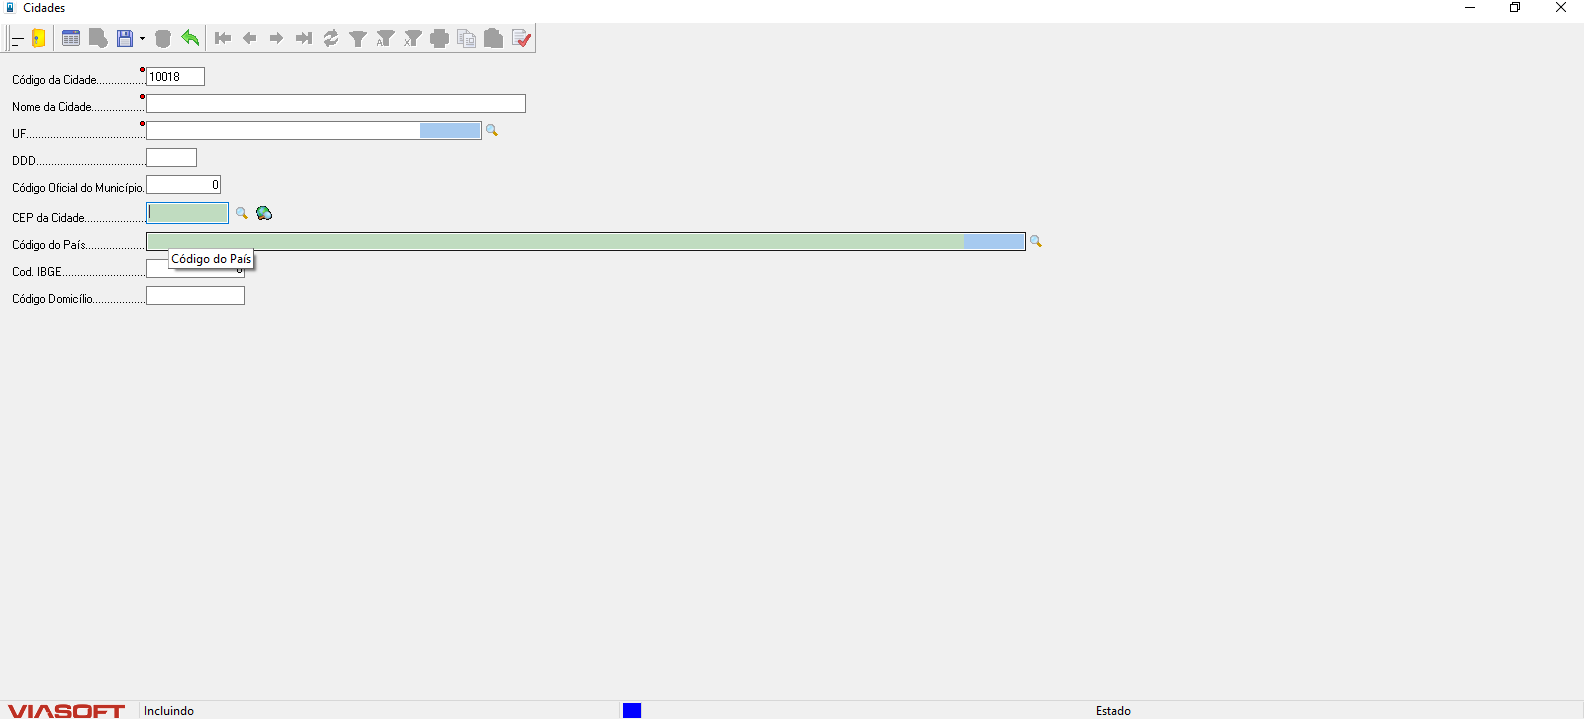 Cidades
Código da Cidade................. 10018
Nome da Cidade..................
UF........................................
DDD.....................................
Código Oficial do Município. 0
CEP da Cidade....................
Código do País....................
Código do País
Cod. IBGE............................
Código Domicílio..................
VIASOFT Incluindo Estado